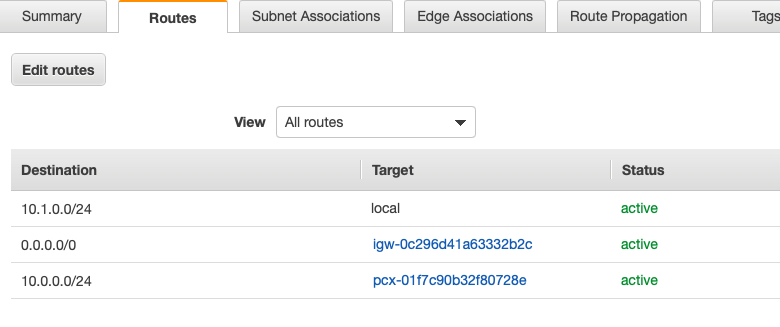 Summary Routes Subnet Associations Edge Associations Route Propagation Tags
Edit routes
View All routes
Destination Target Status
10.1.0.0/24 local active
0.0.0.0/0 igw-0c296d41a63332b2c active
10.0.0.0/24 pcx-01f7c90b32f80728e active